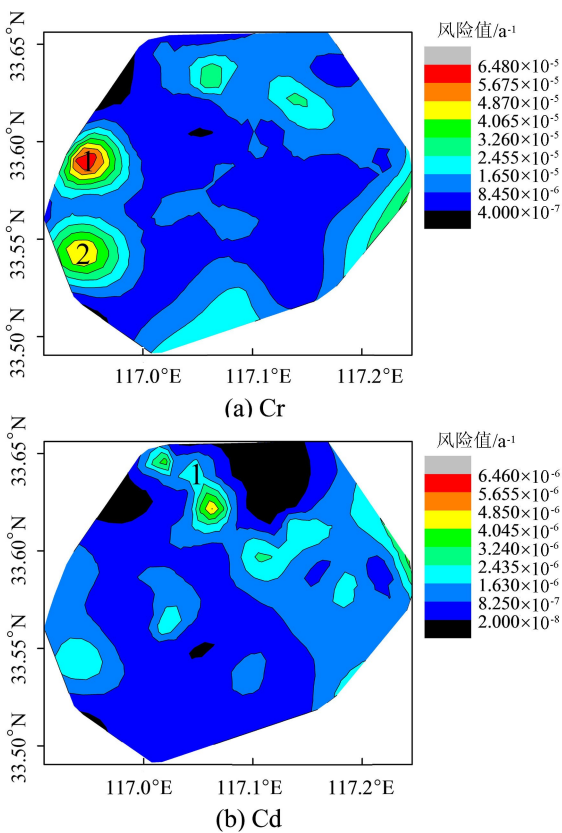 风险值/a⁻¹
33.65°N
33.60°N
33.55°N
33.50°N
1
2
6.480×10⁻⁵
5.675×10⁻⁵
4.870×10⁻⁵
4.065×10⁻⁵
3.260×10⁻⁵
2.455×10⁻⁵
1.650×10⁻⁵
8.450×10⁻⁶
4.000×10⁻⁷
117.0°E 117.1°E 117.2°E
(a) Cr
风险值/a⁻¹
33.65°N
33.60°N
33.55°N
33.50°N
1
6.460×10⁻⁶
5.655×10⁻⁶
4.850×10⁻⁶
4.045×10⁻⁶
3.240×10⁻⁶
2.435×10⁻⁶
1.630×10⁻⁶
8.250×10⁻⁷
2.000×10⁻⁸
117.0°E 117.1°E 117.2°E
(b) Cd